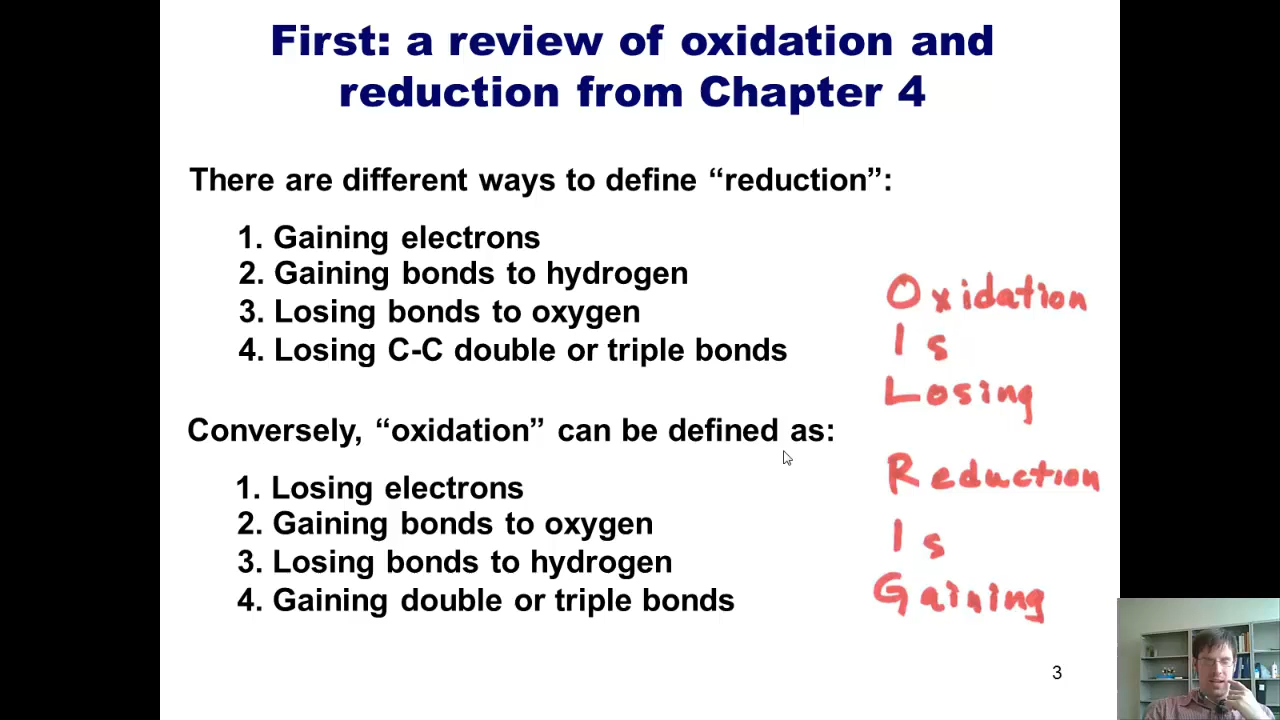 First: a review of oxidation and
reduction from Chapter 4
There are different ways to define “reduction”:
1. Gaining electrons
2. Gaining bonds to hydrogen
3. Losing bonds to oxygen
4. Losing C-C double or triple bonds
Conversely, “oxidation” can be defined as:
1. Losing electrons
2. Gaining bonds to oxygen
3. Losing bonds to hydrogen
4. Gaining double or triple bonds
Oxidation
Is
Losing
Reduction
Is
Gaining
3